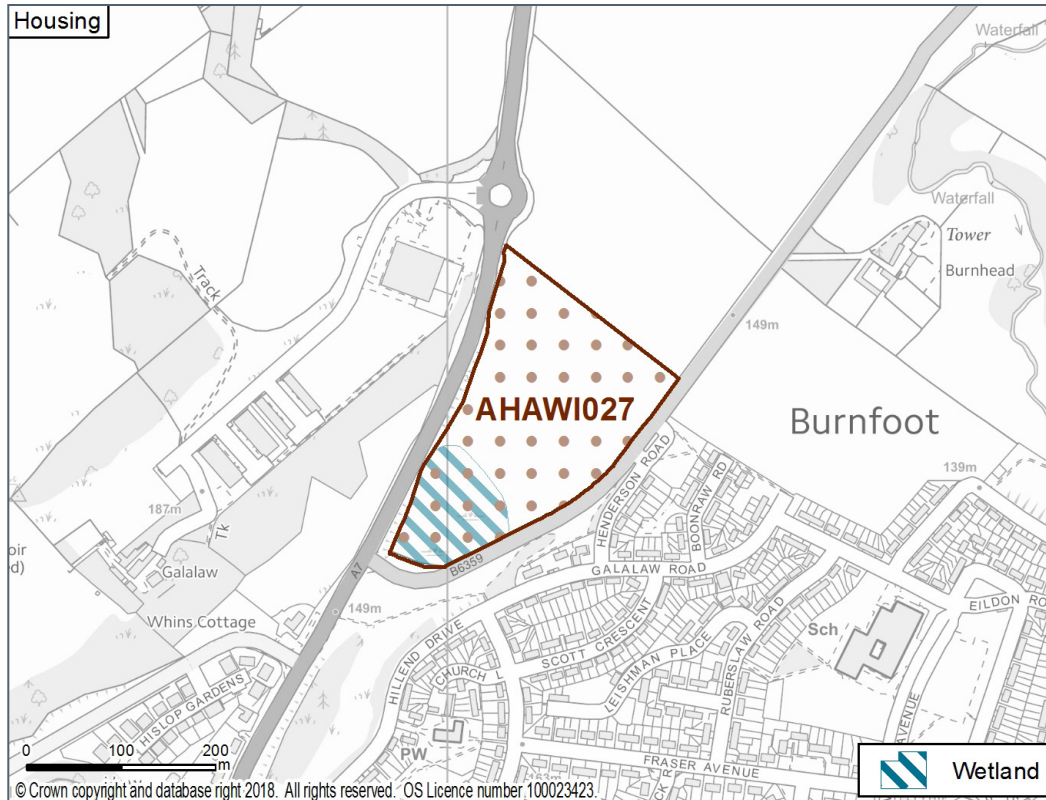 Housing
Waterfall
Waterfall
Tower
Burnhead
Track
149m
AHAWI027
Burnfoot
139m
HENDERSON ROAD
BOONRAW RD
187m
Tk
Galalaw
A7
B6359
GALALAW ROAD
EILDON RO
Whins Cottage
149m
Sch
HILLEND DRIVE
SCOTT CRESCENT
LEISHMAN PLACE
RUBERSLAW ROAD
CHURCH L
HISLOP GARDENS
AVENUE
PW
FRASER AVENUE
0 100 200
m
Wetland
© Crown copyright and database right 2018. All rights reserved. OS Licence number 100023423.